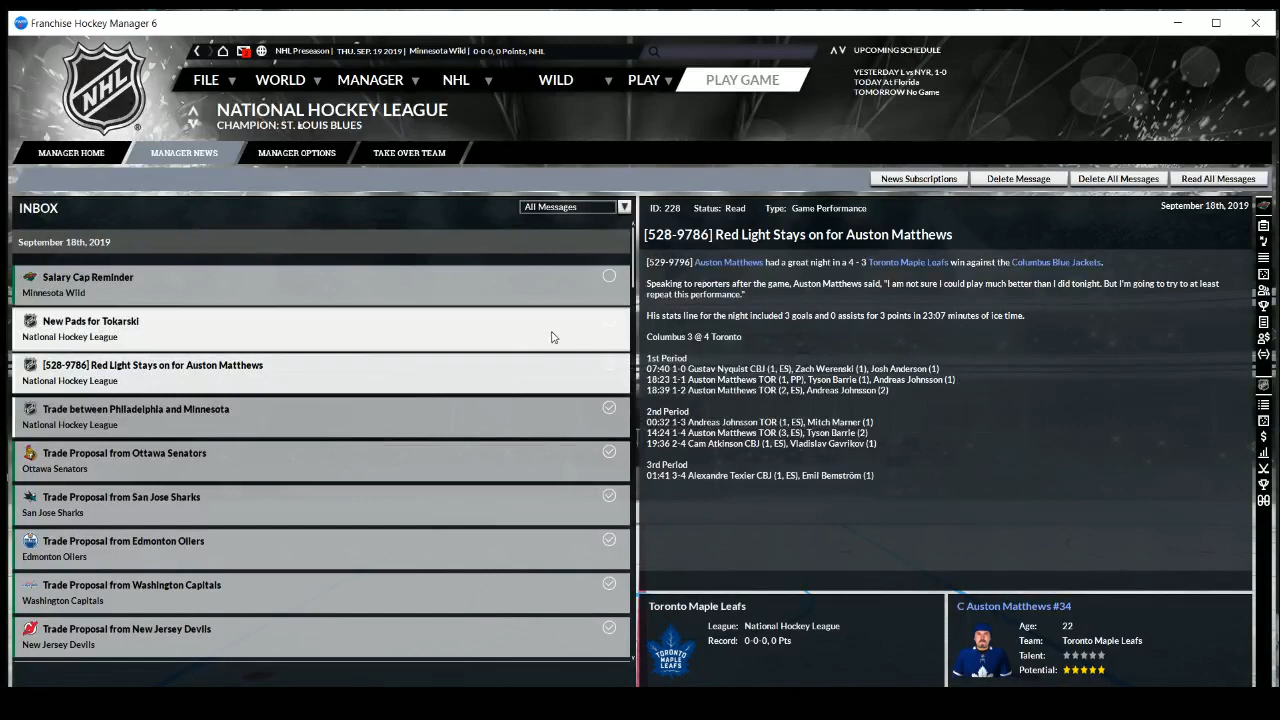 Franchise Hockey Manager 6
NHL Preseason | THU. SEP. 19 2019 | Minnesota Wild | 0-0-0, 0 Points, NHL
UPCOMING SCHEDULE
YESTERDAY L vs NYR, 1-0
TODAY At Florida
TOMORROW No Game
FILE WORLD MANAGER NHL WILD PLAY PLAY GAME
NHL
NATIONAL HOCKEY LEAGUE
CHAMPION: ST. LOUIS BLUES
MANAGER HOME MANAGER NEWS MANAGER OPTIONS TAKE OVER TEAM
News Subscriptions Delete Message Delete All Messages Read All Messages
INBOX All Messages
September 18th, 2019
Salary Cap Reminder
Minnesota Wild
New Pads for Tokarski
National Hockey League
[528-9786] Red Light Stays on for Auston Matthews
National Hockey League
Trade between Philadelphia and Minnesota
National Hockey League
Trade Proposal from Ottawa Senators
Ottawa Senators
Trade Proposal from San Jose Sharks
San Jose Sharks
Trade Proposal from Edmonton Oilers
Edmonton Oilers
Trade Proposal from Washington Capitals
Washington Capitals
Trade Proposal from New Jersey Devils
New Jersey Devils
ID: 228 Status: Read Type: Game Performance September 18th, 2019
[528-9786] Red Light Stays on for Auston Matthews
[529-9796] Auston Matthews had a great night in a 4 - 3 Toronto Maple Leafs win against the Columbus Blue Jackets.
Speaking to reporters after the game, Auston Matthews said, "I am not sure I could play much better than I did tonight. But I'm going to try to at least
repeat this performance."
His stats line for the night included 3 goals and 0 assists for 3 points in 23:07 minutes of ice time.
Columbus 3 @ 4 Toronto
1st Period
07:40 1-0 Gustav Nyquist CBJ (1, ES), Zach Werenski (1), Josh Anderson (1)
18:23 1-1 Auston Matthews TOR (1, PP), Tyson Barrie (1), Andreas Johnsson (1)
18:39 1-2 Auston Matthews TOR (2, ES), Andreas Johnsson (2)
2nd Period
00:32 1-3 Andreas Johnsson TOR (1, ES), Mitch Marner (1)
14:24 1-4 Auston Matthews TOR (3, ES), Tyson Barrie (2)
19:36 2-4 Cam Atkinson CBJ (1, ES), Vladislav Gavrikov (1)
3rd Period
01:41 3-4 Alexandre Texier CBJ (1, ES), Emil Bemström (1)
Toronto Maple Leafs
League: National Hockey League
Record: 0-0-0, 0 Pts
TORONTO
MAPLE
LEAFS
C Auston Matthews #34
Age: 22
Team: Toronto Maple Leafs
Talent:
Potential: